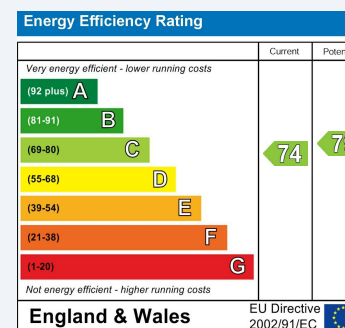 Energy Efficiency Rating
Current
Very energy efficient - lower running costs
(92 plus) A
(81-91) B
(69-80) C
74
(55-68) D
(39-54) E
(21-38) F
(1-20) G
Not energy efficient - higher running costs
England & Wales
EU Directive
2002/91/EC